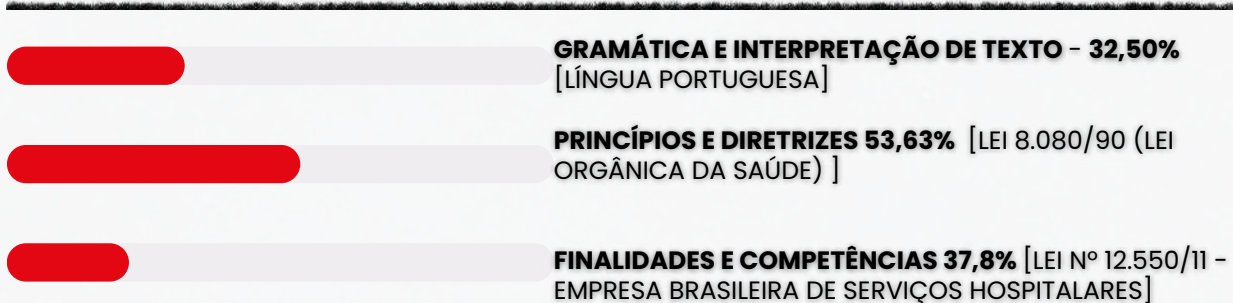 GRAMÁTICA E INTERPRETAÇÃO DE TEXTO - 32,50%
[LÍNGUA PORTUGUESA]
PRINCÍPIOS E DIRETRIZES 53,63% [LEI 8.080/90 (LEI
ORGÂNICA DA SAÚDE) ]
FINALIDADES E COMPETÊNCIAS 37,8% [LEI Nº 12.550/11 -
EMPRESA BRASILEIRA DE SERVIÇOS HOSPITALARES]